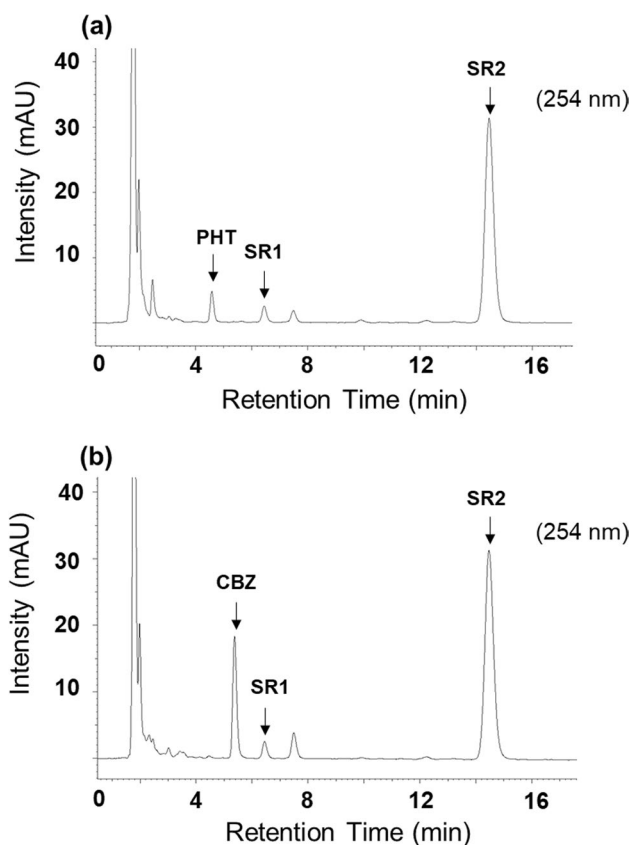 (a)
40
30
20
10
Intensity (mAU)
PHT
SR1
SR2
(254 nm)
0 4 8 12 16
Retention Time (min)
(b)
40
30
20
10
Intensity (mAU)
CBZ
SR1
SR2
(254 nm)
0 4 8 12 16
Retention Time (min)